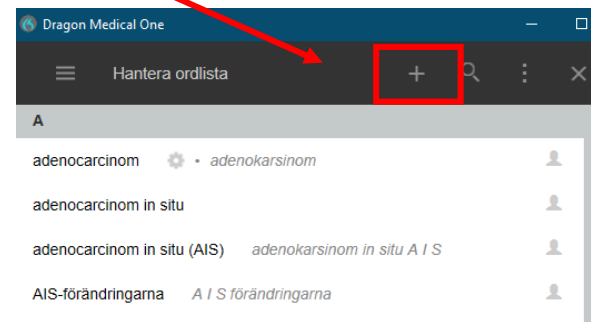 Dragon Medical One
Hantera ordlista
A
adenocarcinom • adenokarsinom
adenocarcinom in situ
adenocarcinom in situ (AIS) adenokarsinom in situ A I S
AIS-förändringarna A I S förändringarna